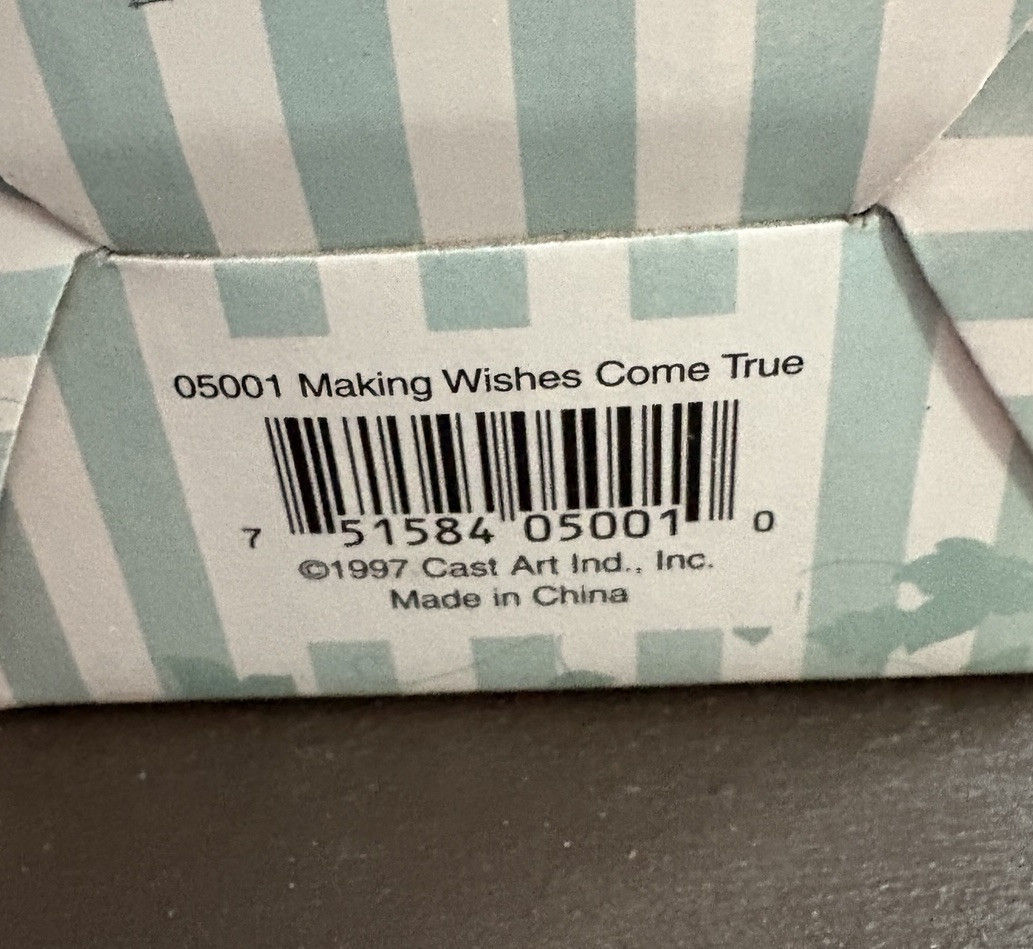 05001 Making Wishes Come True
7 51584 05001 0
©1997 Cast Art Ind., Inc.
Made in China